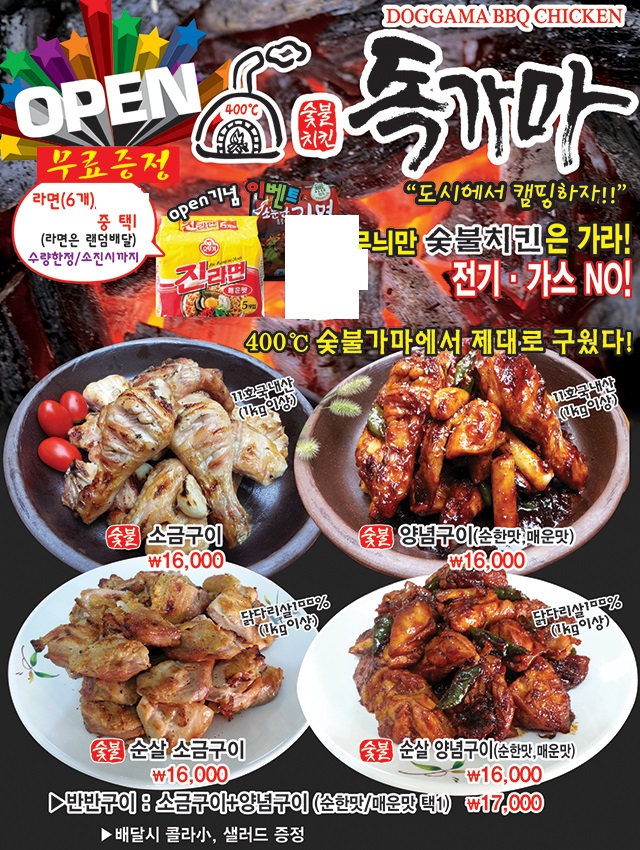 DOGGAMA BBQ CHICKEN
OPEN
400℃
숯불
치킨
독가마
무료증정
"도시에서 캠핑하자!!"
라면(6개)
중 택1
(라면은 랜덤배달)
수량한정/소진시까지
open기념 이벤트
진라면
매운맛
무늬만 숯불치킨은 가라!
전기·가스 NO!
400℃ 숯불가마에서 제대로 구웠다!
11호국내산
(1kg이상)
숯불 소금구이
₩16,000
11호국내산
(1kg이상)
숯불 양념구이(순한맛,매운맛)
₩16,000
숯불 순살 소금구이
₩16,000
닭다리살100%
(1kg이상)
숯불 순살 양념구이(순한맛,매운맛)
₩16,000
닭다리살100%
(1kg이상)
▷반반구이 : 소금구이+양념구이 (순한맛/매운맛 택1) ₩17,000
▶배달시 콜라小, 샐러드 증정